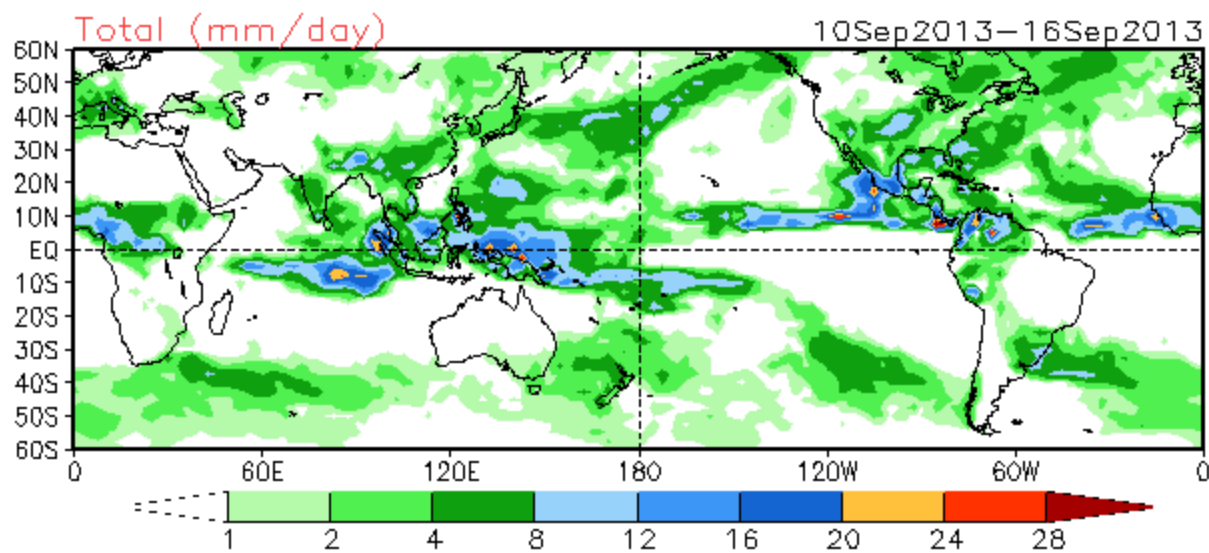 Total (mm/day) 10Sep2013-16Sep2013
60N
50N
40N
30N
20N
10N
EQ
10S
20S
30S
40S
50S
60S
0 60E 120E 180 120W 60W 0
1 2 4 8 12 16 20 24 28